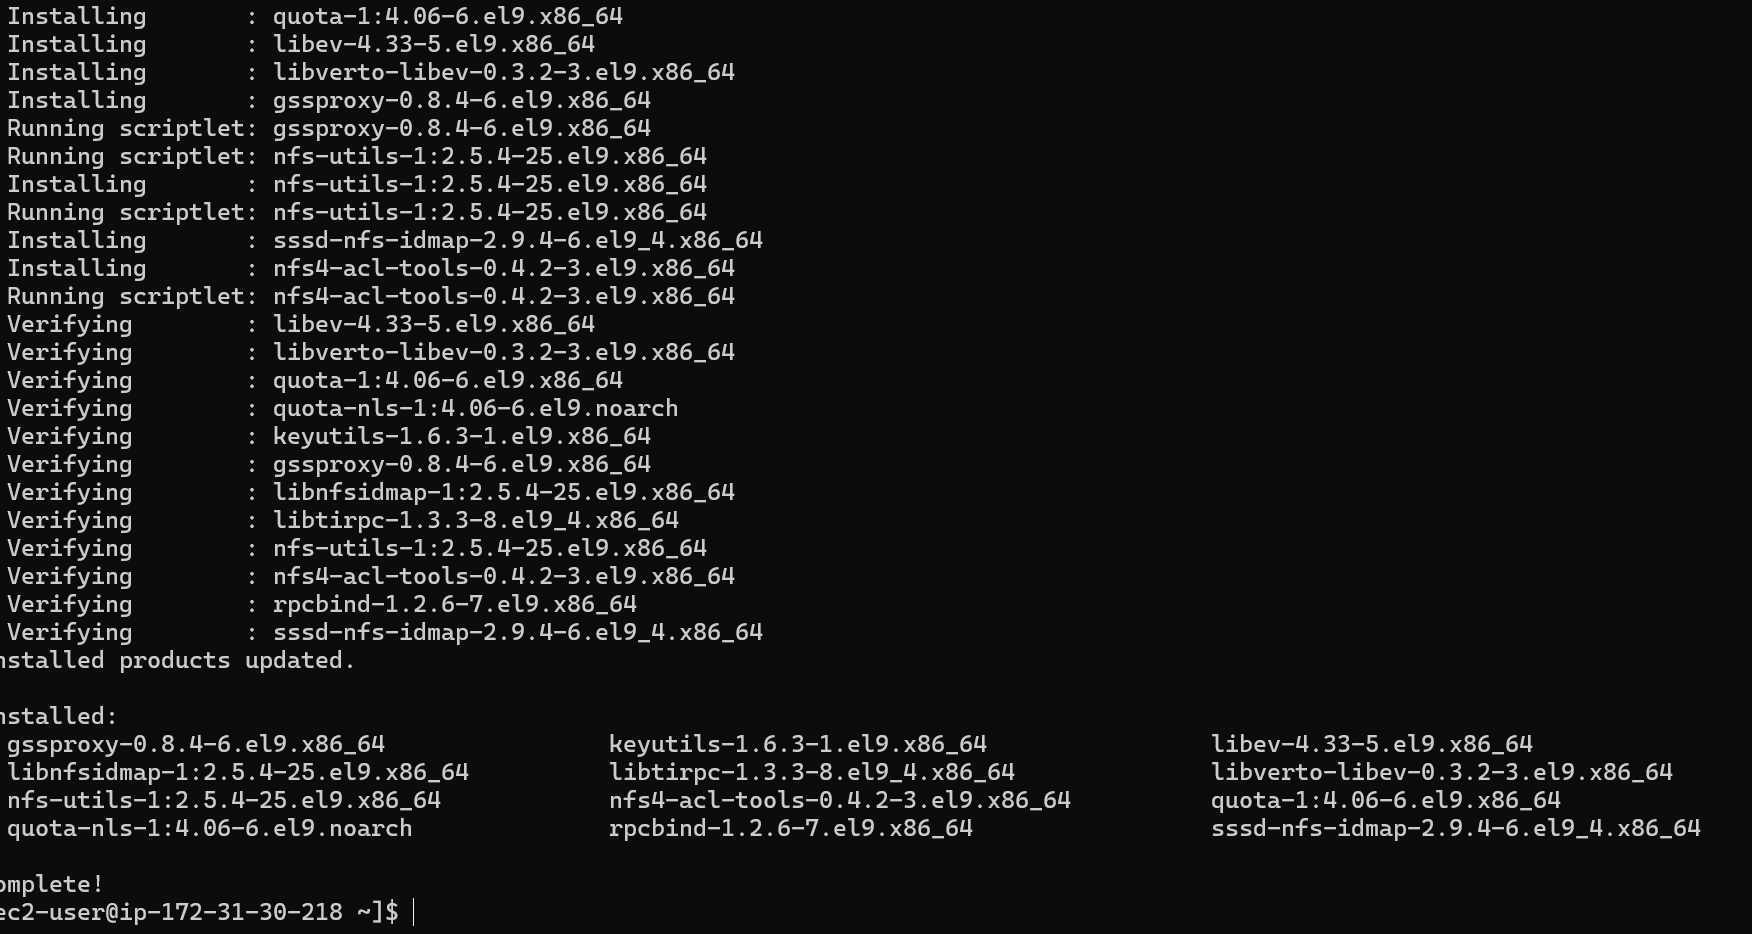 Installing       : quota-1:4.06-6.el9.x86_64
Installing       : libev-4.33-5.el9.x86_64
Installing       : libverto-libev-0.3.2-3.el9.x86_64
Installing       : gssproxy-0.8.4-6.el9.x86_64
Running scriptlet: gssproxy-0.8.4-6.el9.x86_64
Running scriptlet: nfs-utils-1:2.5.4-25.el9.x86_64
Installing       : nfs-utils-1:2.5.4-25.el9.x86_64
Running scriptlet: nfs-utils-1:2.5.4-25.el9.x86_64
Installing       : sssd-nfs-idmap-2.9.4-6.el9_4.x86_64
Installing       : nfs4-acl-tools-0.4.2-3.el9.x86_64
Running scriptlet: nfs4-acl-tools-0.4.2-3.el9.x86_64
Verifying        : libev-4.33-5.el9.x86_64
Verifying        : libverto-libev-0.3.2-3.el9.x86_64
Verifying        : quota-1:4.06-6.el9.x86_64
Verifying        : quota-nls-1:4.06-6.el9.noarch
Verifying        : keyutils-1.6.3-1.el9.x86_64
Verifying        : gssproxy-0.8.4-6.el9.x86_64
Verifying        : libnfsidmap-1:2.5.4-25.el9.x86_64
Verifying        : libtirpc-1.3.3-8.el9_4.x86_64
Verifying        : nfs-utils-1:2.5.4-25.el9.x86_64
Verifying        : nfs4-acl-tools-0.4.2-3.el9.x86_64
Verifying        : rpcbind-1.2.6-7.el9.x86_64
Verifying        : sssd-nfs-idmap-2.9.4-6.el9_4.x86_64
nstalled products updated.
nstalled:
gssproxy-0.8.4-6.el9.x86_64 keyutils-1.6.3-1.el9.x86_64 libev-4.33-5.el9.x86_64
libnfsidmap-1:2.5.4-25.el9.x86_64 libtirpc-1.3.3-8.el9_4.x86_64 libverto-libev-0.3.2-3.el9.x86_64
nfs-utils-1:2.5.4-25.el9.x86_64 nfs4-acl-tools-0.4.2-3.el9.x86_64 quota-1:4.06-6.el9.x86_64
quota-nls-1:4.06-6.el9.noarch rpcbind-1.2.6-7.el9.x86_64 sssd-nfs-idmap-2.9.4-6.el9_4.x86_64
omplete!
ec2-user@ip-172-31-30-218 ~]$